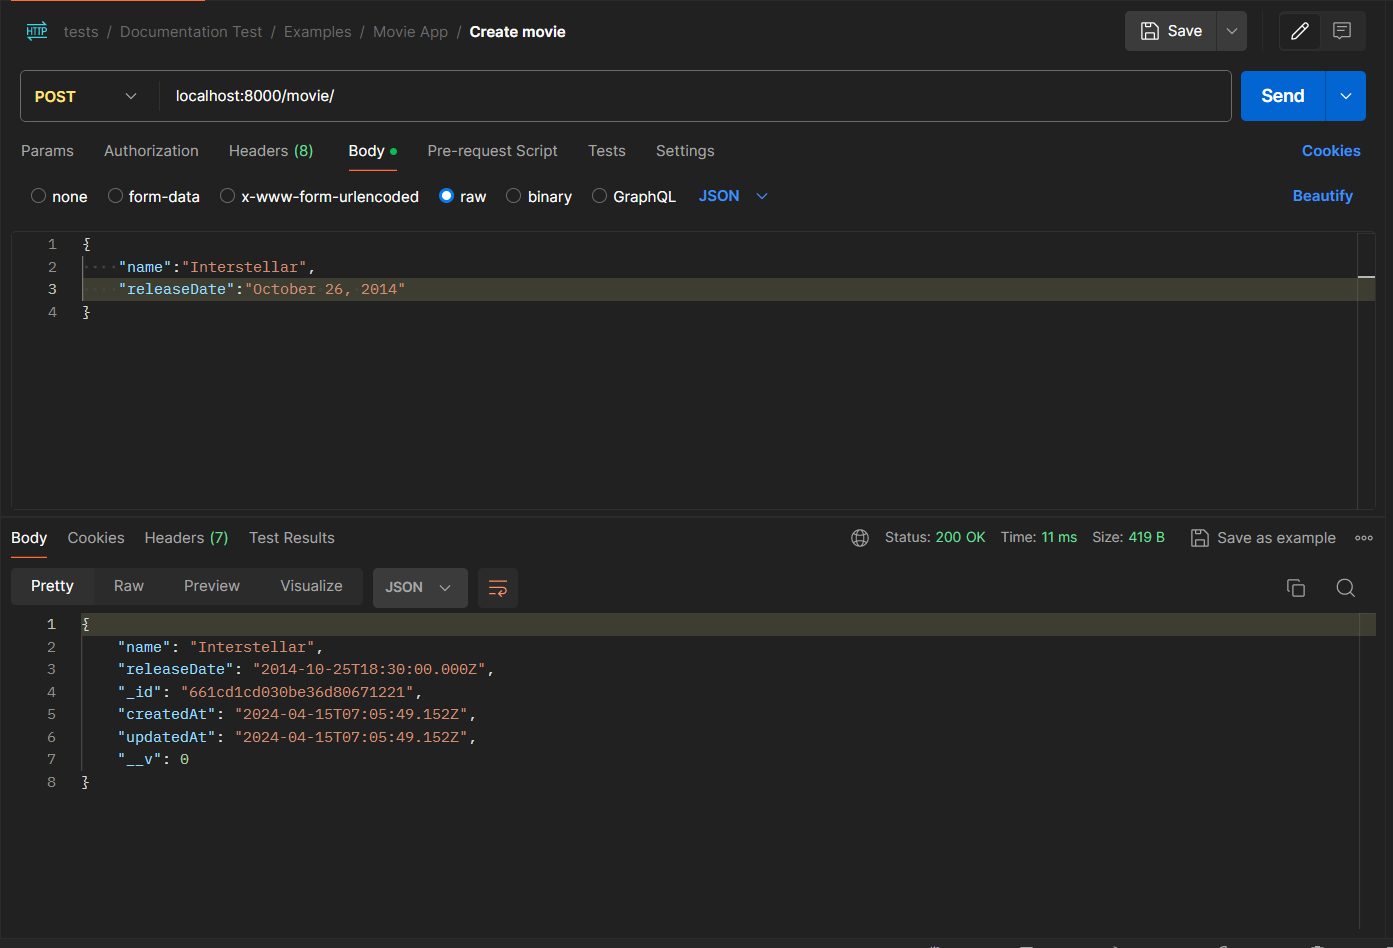 HTTP tests / Documentation Test / Examples / Movie App / Create movie Save
POST localhost:8000/movie/ Send
Params Authorization Headers (8) Body Pre-request Script Tests Settings Cookies
none form-data x-www-form-urlencoded raw binary GraphQL JSON Beautify
1 {
2 "name":"Interstellar",
3 "releaseDate":"October 26, 2014"
4 }
Body Cookies Headers (7) Test Results Status: 200 OK Time: 11 ms Size: 419 B Save as example
Pretty Raw Preview Visualize JSON
1 {
2 "name": "Interstellar",
3 "releaseDate": "2014-10-25T18:30:00.000Z",
4 "_id": "661cd1cd030be36d80671221",
5 "createdAt": "2024-04-15T07:05:49.152Z",
6 "updatedAt": "2024-04-15T07:05:49.152Z",
7 "__v": 0
8 }